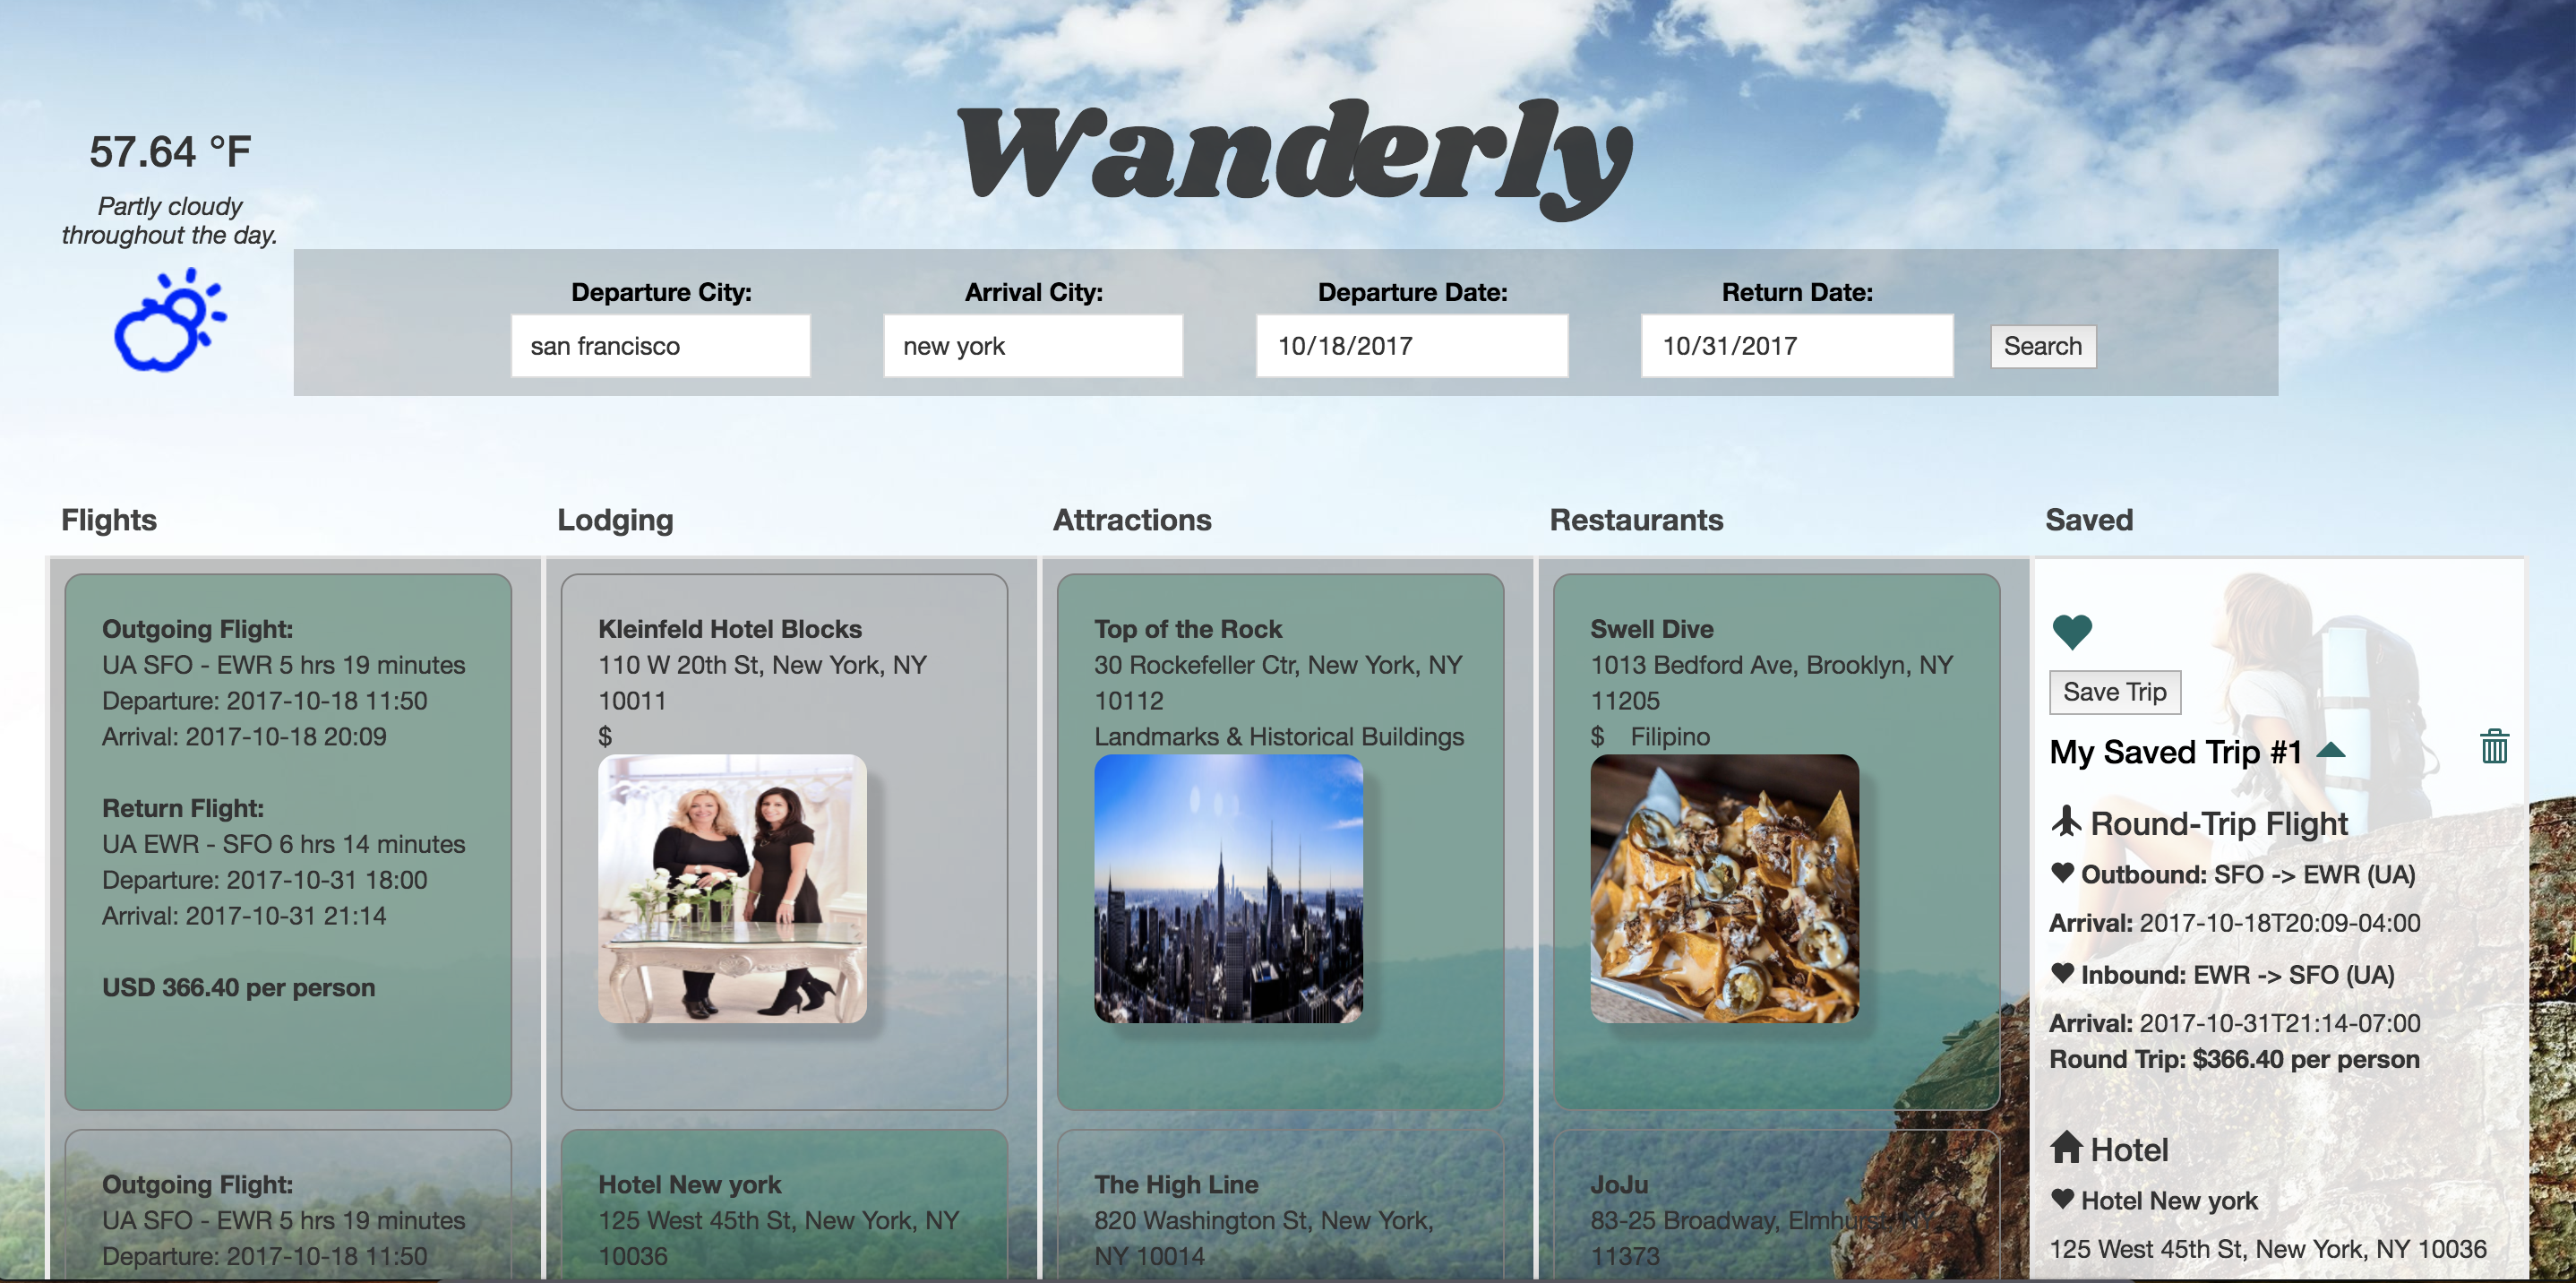 Wanderly
57.64 °F
Partly cloudy
throughout the day.
Departure City:
san francisco
Arrival City:
new york
Departure Date:
10/18/2017
Return Date:
10/31/2017
Search
Flights
Outgoing Flight:
UA SFO - EWR 5 hrs 19 minutes
Departure: 2017-10-18 11:50
Arrival: 2017-10-18 20:09
Return Flight:
UA EWR - SFO 6 hrs 14 minutes
Departure: 2017-10-31 18:00
Arrival: 2017-10-31 21:14
USD 366.40 per person
Outgoing Flight:
UA SFO - EWR 5 hrs 19 minutes
Departure: 2017-10-18 11:50
Lodging
Kleinfeld Hotel Blocks
110 W 20th St, New York, NY
10011
$
Hotel New york
125 West 45th St, New York, NY
10036
Attractions
Top of the Rock
30 Rockefeller Ctr, New York, NY
10112
Landmarks & Historical Buildings
The High Line
820 Washington St, New York,
NY 10014
Restaurants
Swell Dive
1013 Bedford Ave, Brooklyn, NY
11205
$ Filipino
JoJu
83-25 Broadway, Elmhurst, NY
11373
Saved
Save Trip
My Saved Trip #1
Round-Trip Flight
Outbound: SFO -> EWR (UA)
Arrival: 2017-10-18T20:09-04:00
Inbound: EWR -> SFO (UA)
Arrival: 2017-10-31T21:14-07:00
Round Trip: $366.40 per person
Hotel
Hotel New york
125 West 45th St, New York, NY 10036